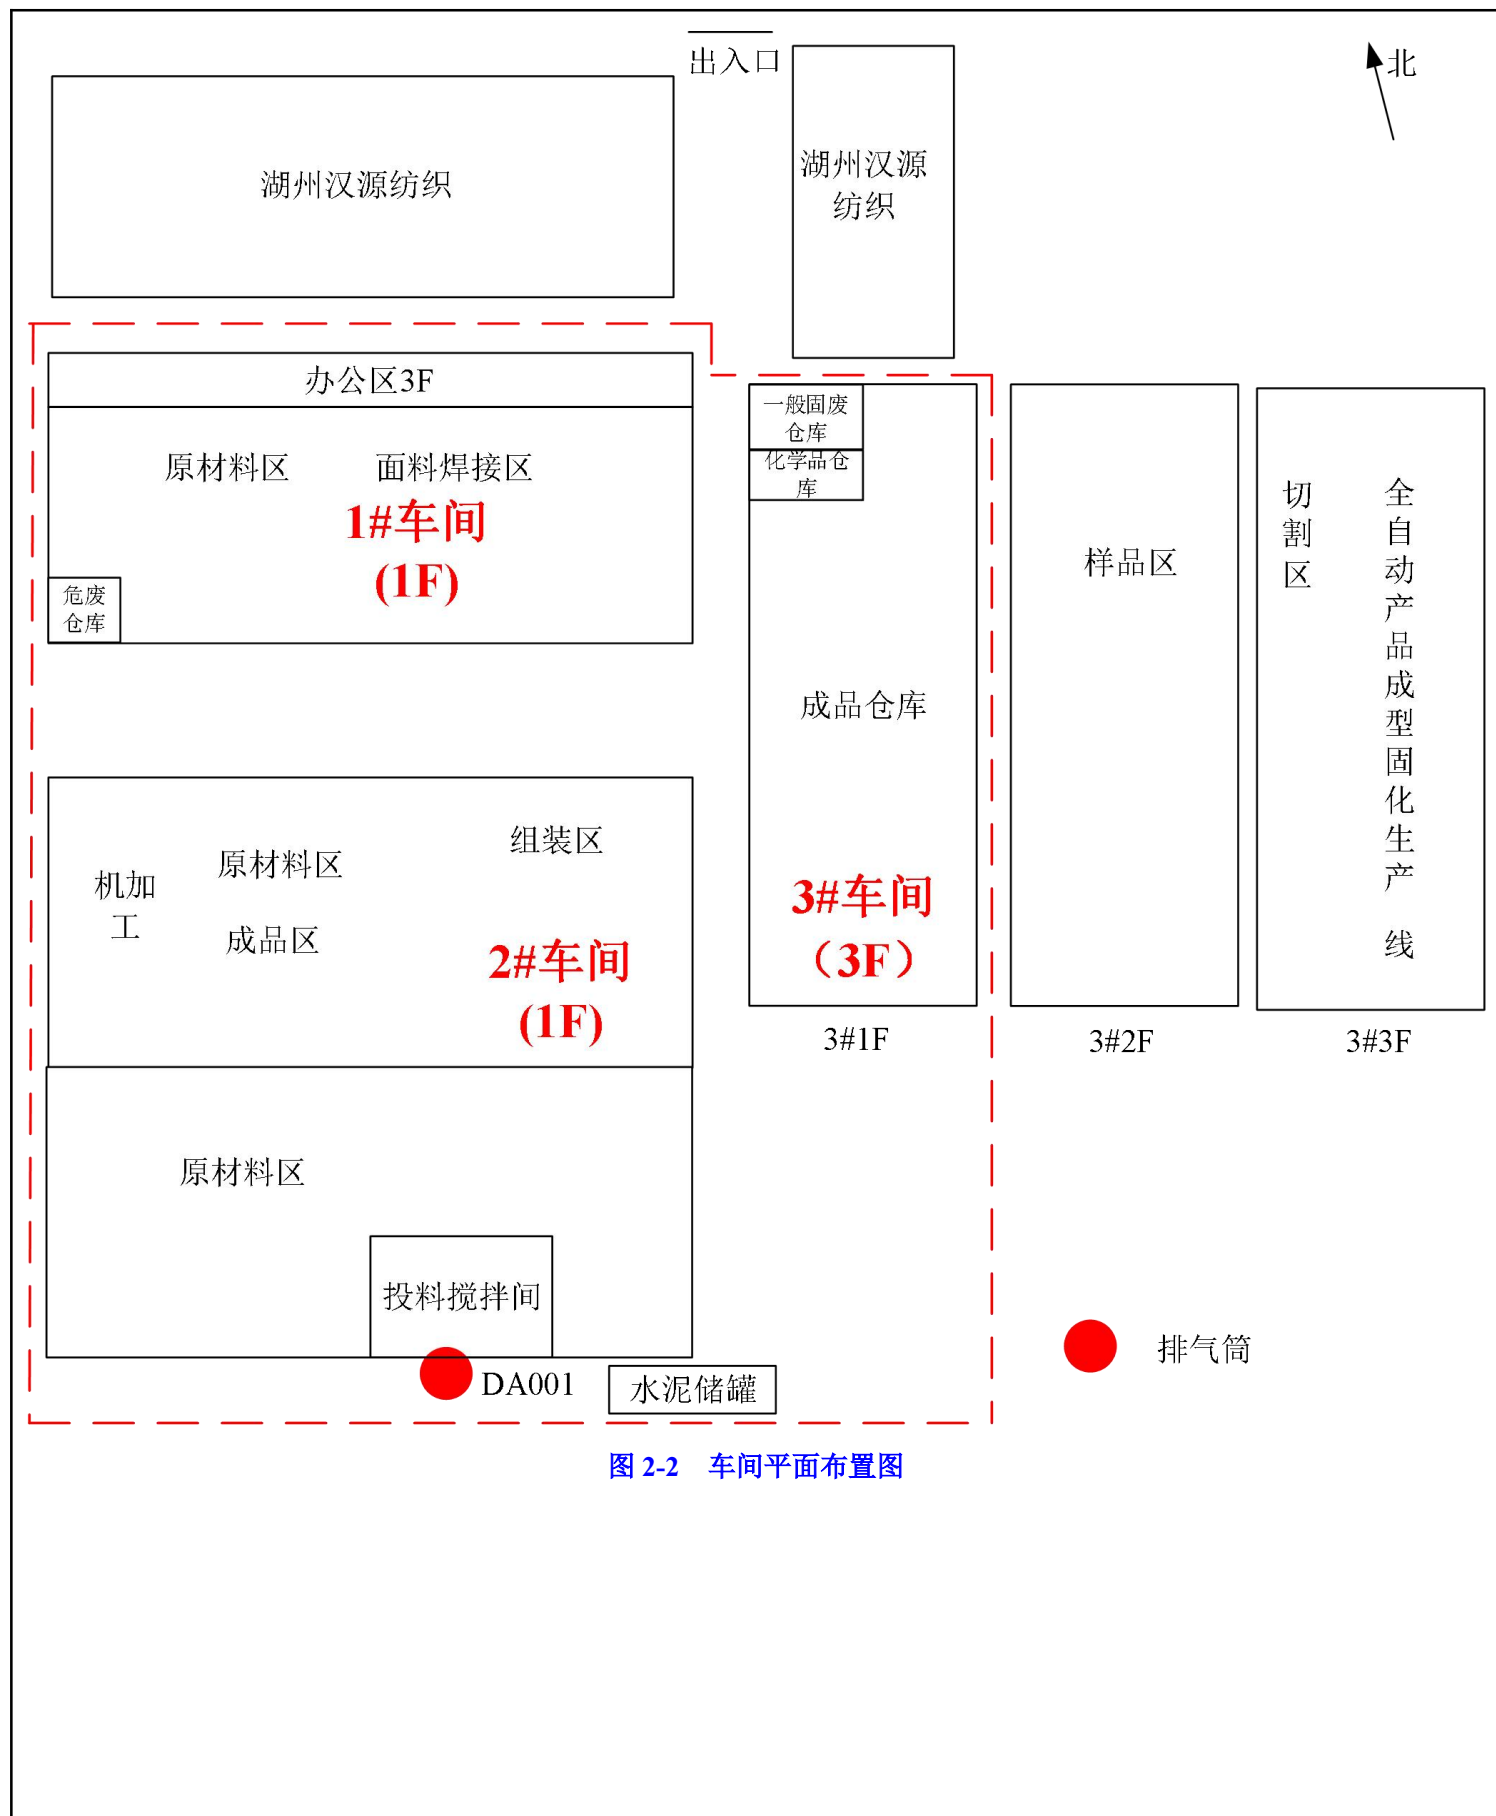 出入口
北
湖州汉源纺织
湖州汉源
纺织
办公区3F
原材料区
面料焊接区
1#车间
(1F)
危废
仓库
一般固废
仓库
化学品仓
库
成品仓库
3#车间
（3F）
3#1F
样品区
3#2F
切割区
全自动产品成型固化生产 线
3#3F
机加
工
原材料区
成品区
组装区
2#车间
(1F)
原材料区
投料搅拌间
DA001
水泥储罐
排气筒
图 2-2 车间平面布置图